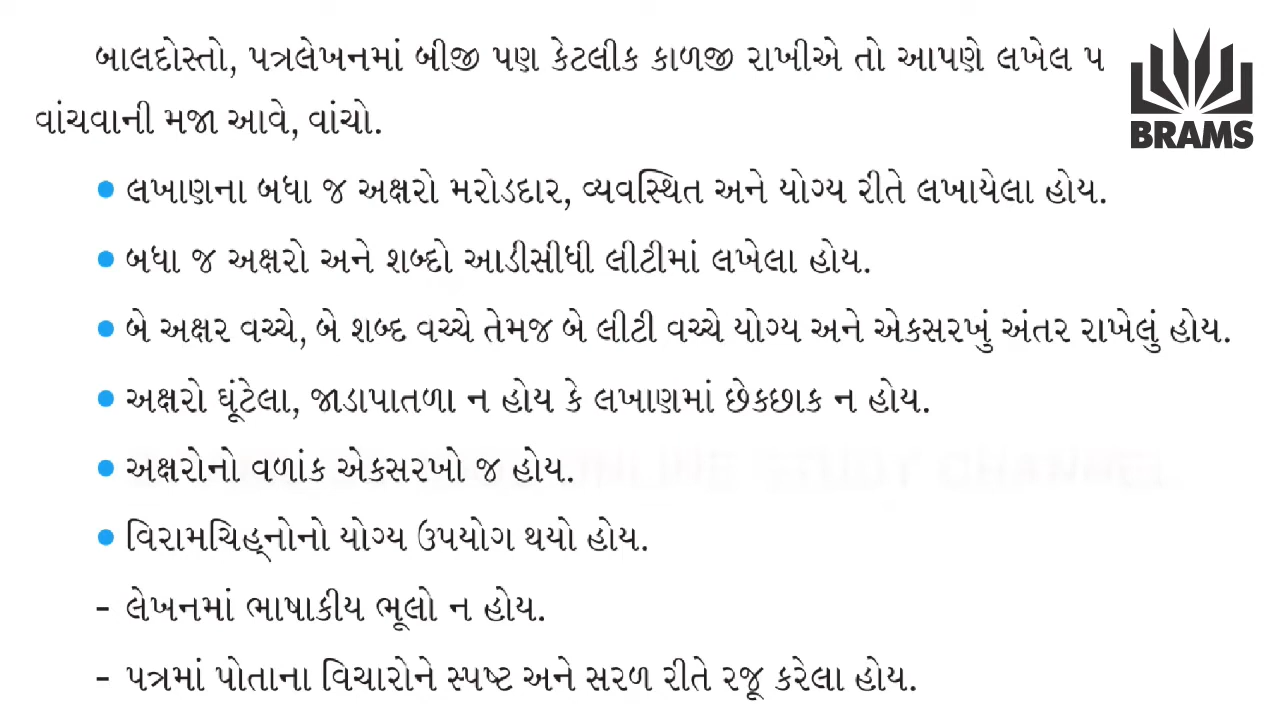 બાલદોસ્તો, પત્રલેખનમાં બીજી પણ કેટલીક કાળજી રાખીએ તો આપણે લખેલ પ
વાંચવાની મજા આવે, વાંચો.
BRAMS
• લખાણના બધા જ અક્ષરો મરોડદાર, વ્યવસ્થિત અને યોગ્ય રીતે લખાયેલા હોય.
• બધા જ અક્ષરો અને શબ્દો આડીસીધી લીટીમાં લખેલા હોય.
• બે અક્ષર વચ્ચે, બે શબ્દ વચ્ચે તેમજ બે લીટી વચ્ચે યોગ્ય અને એકસરખું અંતર રાખેલું હોય.
• અક્ષરો ઘૂંટેલા, જાડાપાતળા ન હોય કે લખાણમાં છેકછાક ન હોય.
• અક્ષરોનો વળાંક એકસરખો જ હોય.
• વિરામચિહ્નોનો યોગ્ય ઉપયોગ થયો હોય.
- લેખનમાં ભાષાકીય ભૂલો ન હોય.
- પત્રમાં પોતાના વિચારોને સ્પષ્ટ અને સરળ રીતે રજૂ કરેલા હોય.